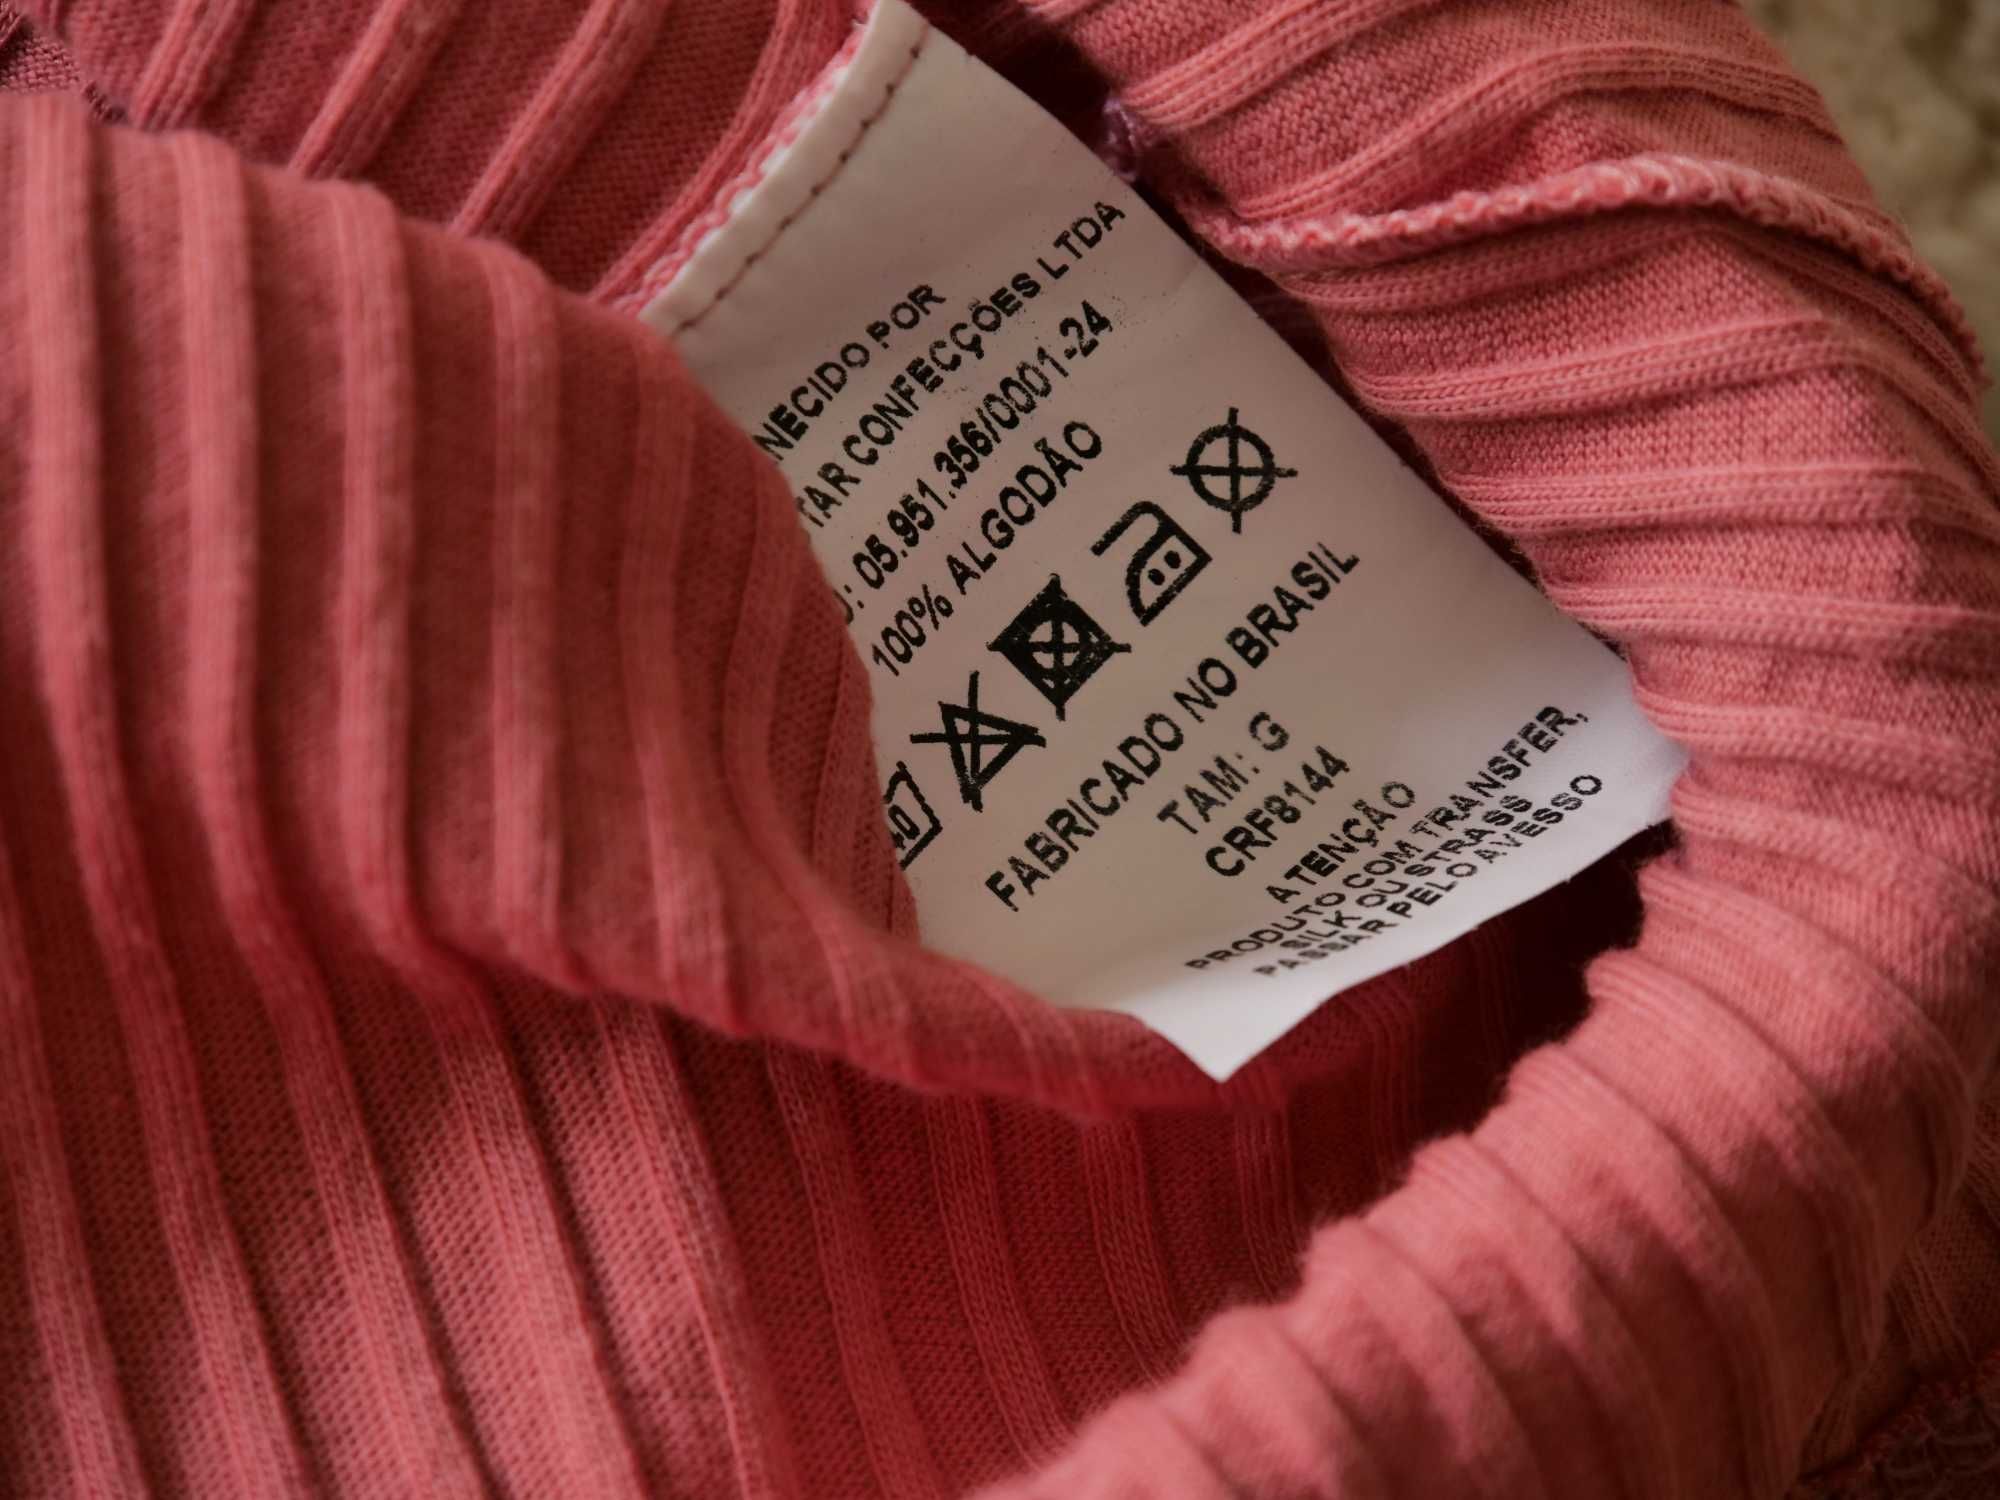 NECIDO POR
TAR CONFECÇÕES LTDA
: 05.951.356/0001-24
100% ALGODÃO
40
FABRICADO NO BRASIL
TAM: G
CRF8144
ATENÇÃO
PRODUTO COM TRANSFER,
SILK OU STRASS
PASSAR PELO AVESSO